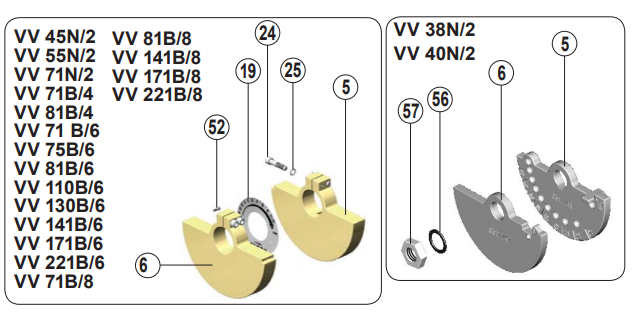 VV 45N/2
VV 55N/2
VV 71N/2
VV 71B/4
VV 81B/4
VV 71 B/6
VV 75B/6
VV 81B/6
VV 110B/6
VV 130B/6
VV 141B/6
VV 171B/6
VV 221B/6
VV 71B/8
VV 81B/8
VV 141B/8
VV 171B/8
VV 221B/8
24
19
25
5
52
6
VV 38N/2
VV 40N/2
5
6
56
57